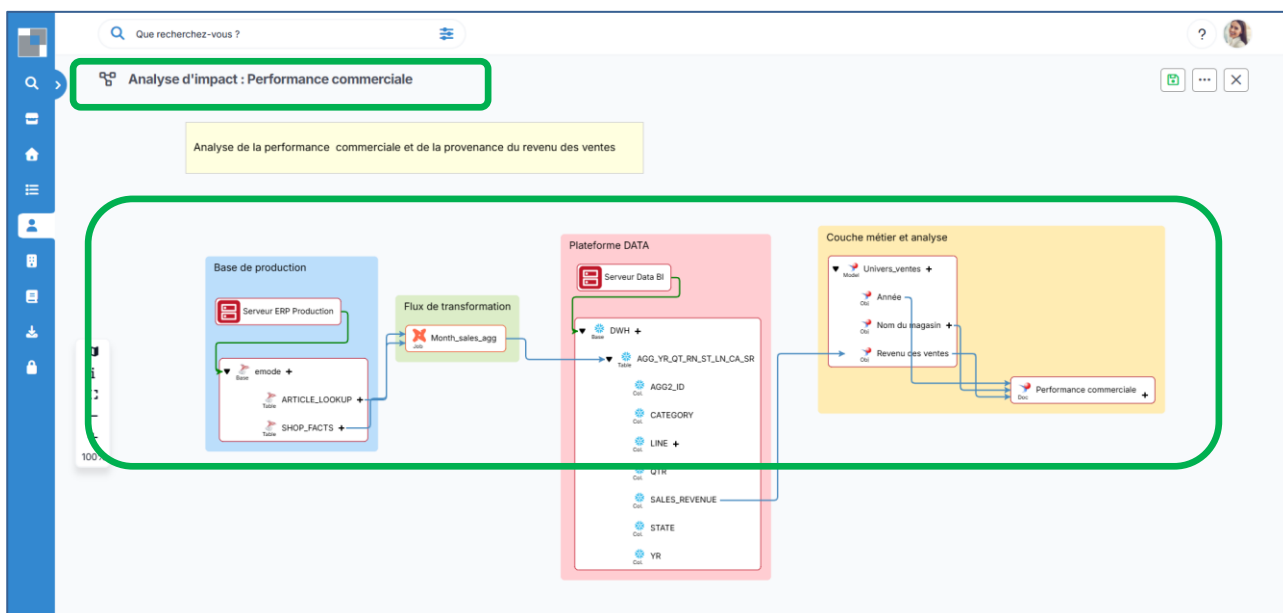 Que recherchez-vous ?
?
Analyse d'impact : Performance commerciale
Analyse de la performance commerciale et de la provenance du revenu des ventes
Base de production
Serveur ERP Production
emode +
Base
ARTICLE_LOOKUP +
Table
SHOP_FACTS +
Table
Flux de transformation
Month_sales_agg
Job
Plateforme DATA
Serveur Data BI
DWH +
Base
AGG_YR_QT_RN_ST_LN_CA_SR
Table
AGG2_ID
Col.
CATEGORY
Col.
LINE +
Col.
QTR
Col.
SALES_REVENUE
Col.
STATE
Col.
YR
Col.
Couche métier et analyse
Univers_ventes +
Model
Année
Obj
Nom du magasin +
Obj
Revenu des ventes
Obj
Performance commerciale +
Doc